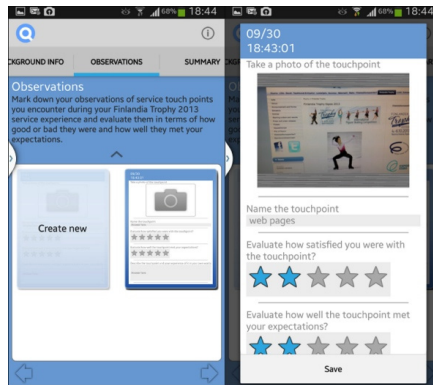 68% 18:44
CKGROUND INFO OBSERVATIONS SUMMARY
Observations
Mark down your observations of service touch points
you encounter during your Finlandia Trophy 2013
service experience and evaluate them in terms of how
good or bad they were and how well they met your
expectations.
Create new
68% 18:44
09/30
18:43:01
Take a photo of the touchpoint
Name the touchpoint
web pages
Evaluate how satisfied you were with
the touchpoint?
Evaluate how well the touchpoint met
your expectations?
Save